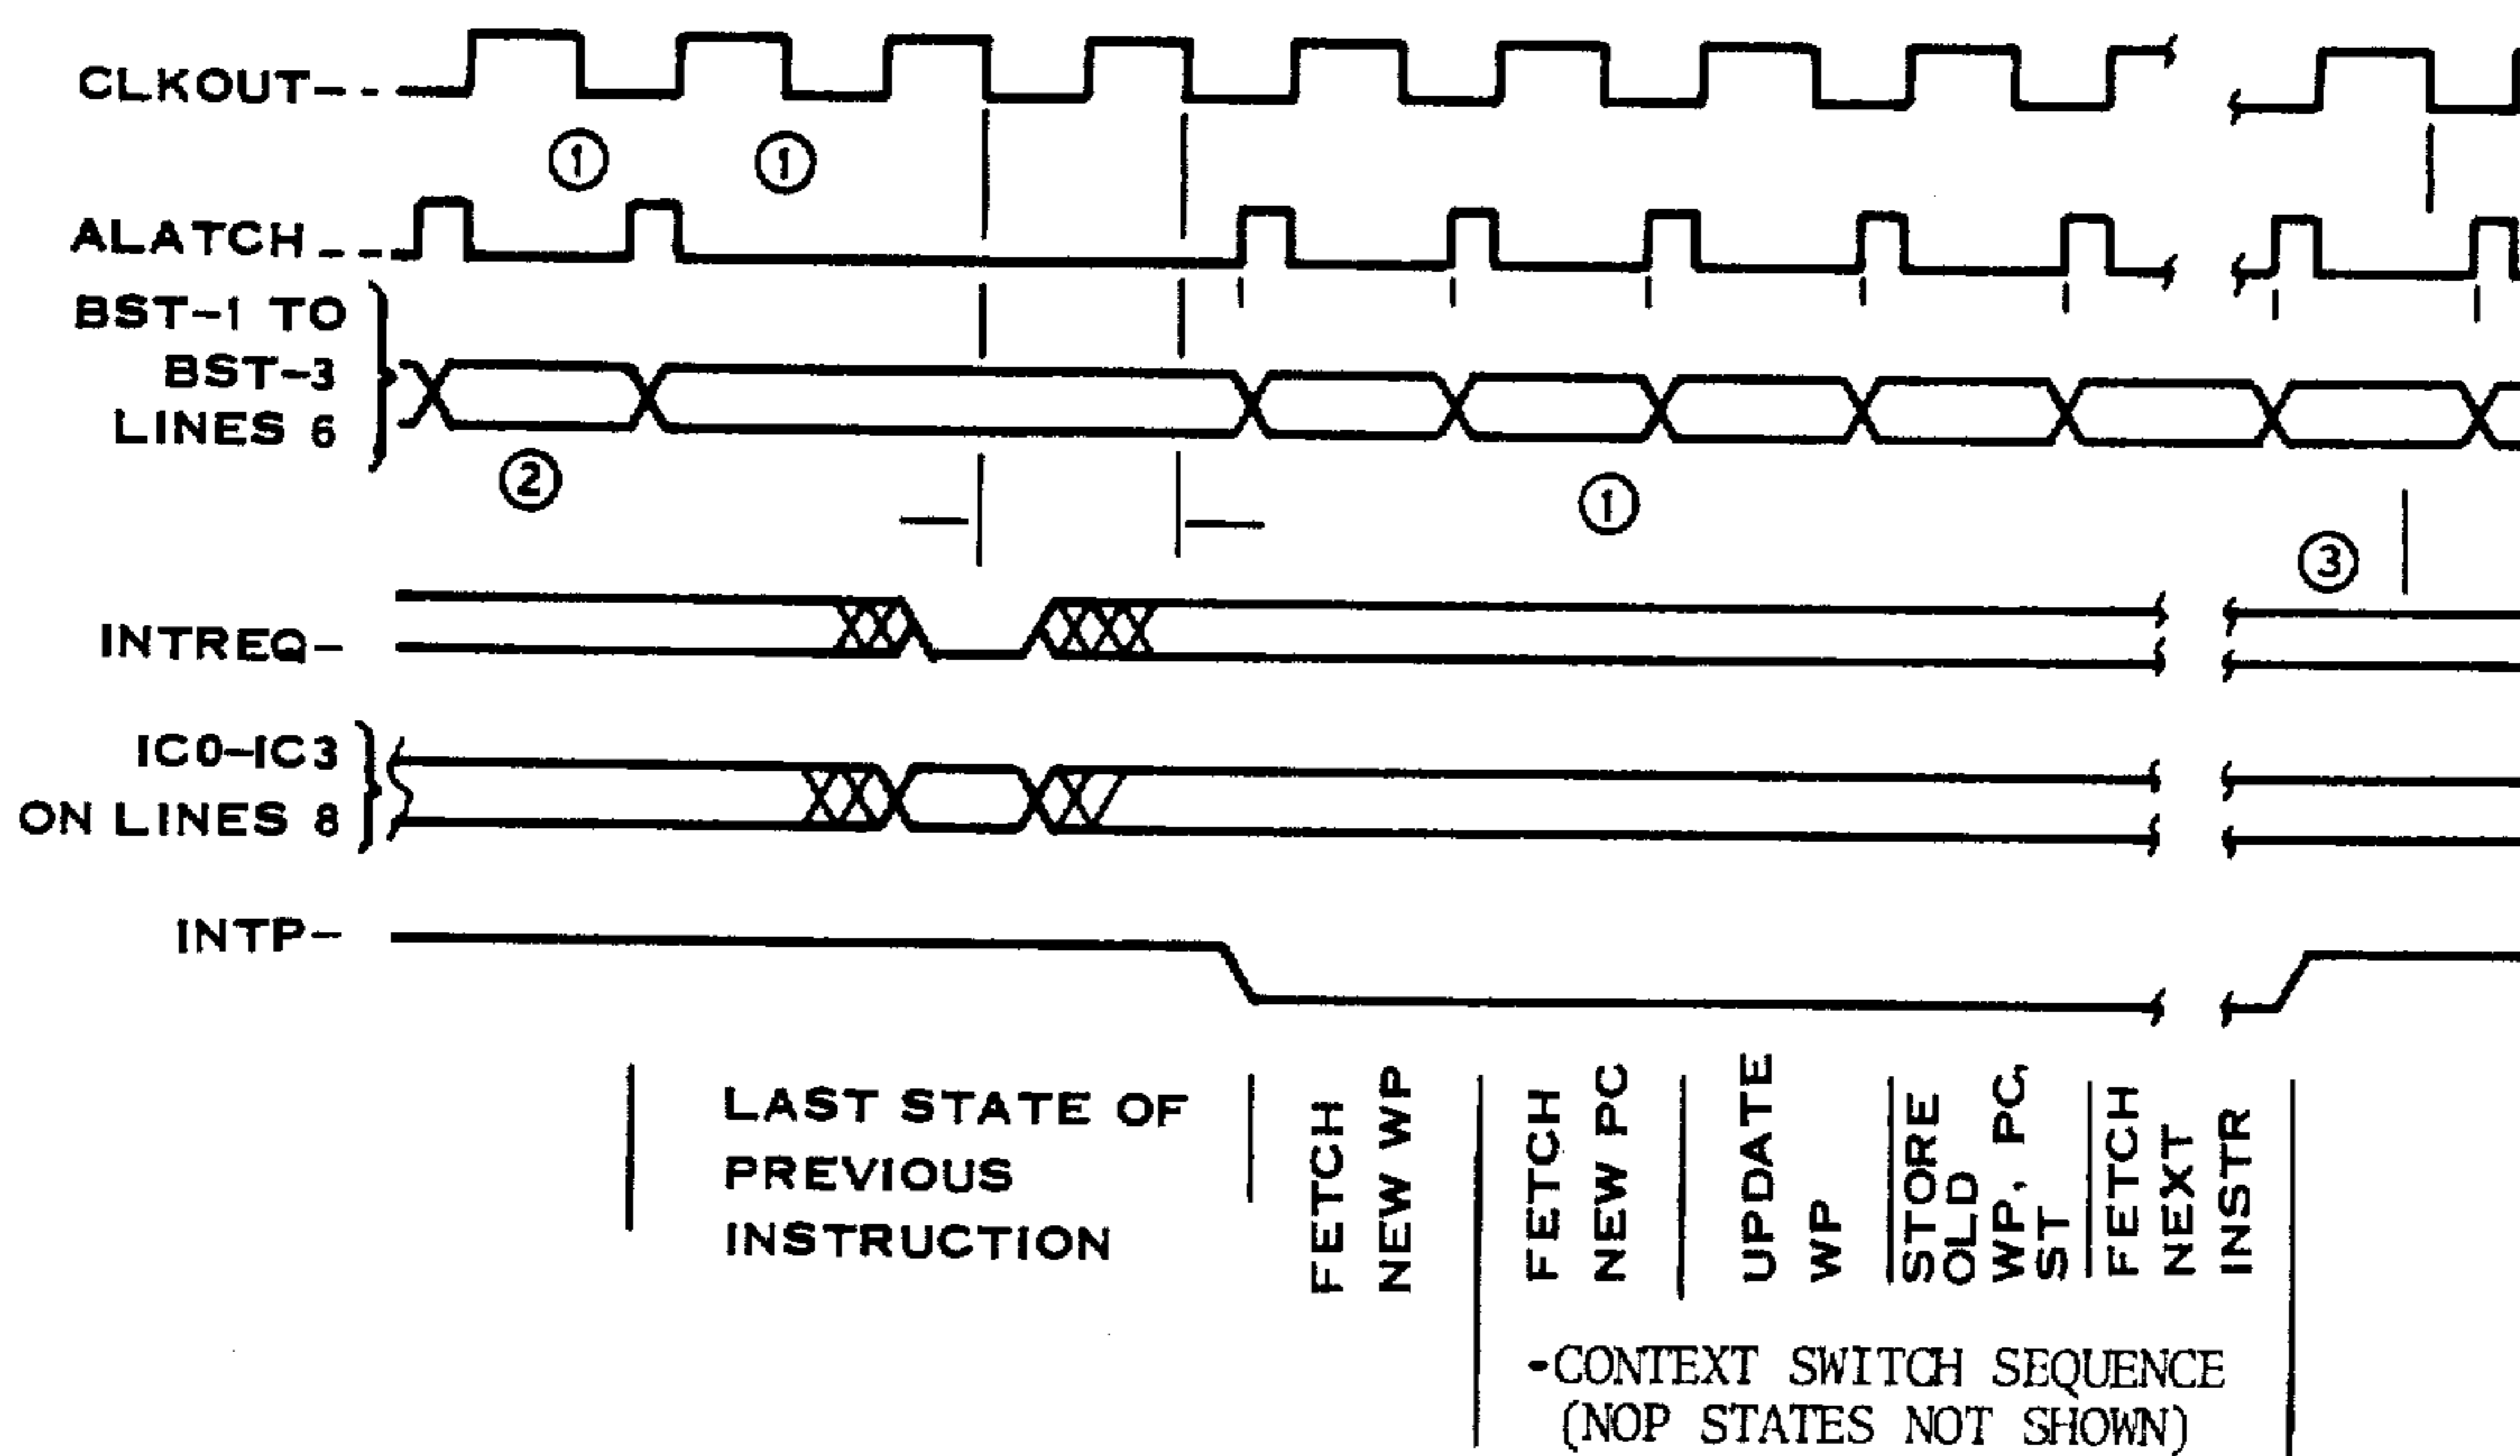 CLKOUT--
①
①
ALATCH--
BST-1 TO
BST-3
LINES 6
②
①
③
INTREQ-
IC0-IC3
ON LINES 8
INTP-
LAST STATE OF
PREVIOUS
INSTRUCTION
FETCH
NEW WP
FETCH
NEW PC
UPDATE
WP
STORE
OLD
WP, PC,
ST
FETCH
NEXT
INSTR
-CONTEXT SWITCH SEQUENCE
(NOP STATES NOT SHOWN)